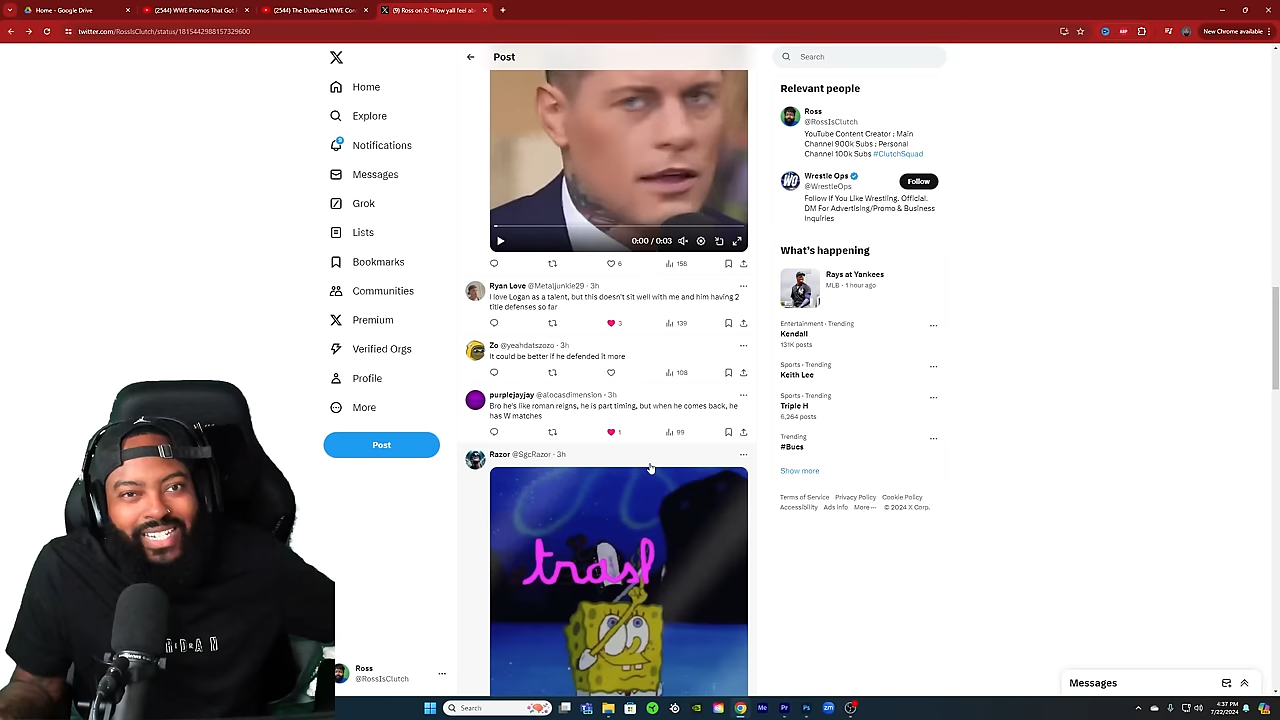 Home - Google Drive
(2544) WWE Promos That Got
(2544) The Dumbest WWE Con
(9) Ross on X: "How yall feel ab
twitter.com/RossIsClutch/status/1815442988157329600
New Chrome available
Post
Search
Home
Explore
Notifications
Messages
Grok
Lists
Bookmarks
Communities
Premium
Verified Orgs
Profile
More
Post
Ross
@RossIsClutch
0:00 / 0:03
6
158
Ryan Love @Metaljunkie29 · 3h
I love Logan as a talent, but this doesn't sit well with me and him having 2
title defenses so far
3
139
Zo @yeahdatszozo · 3h
It could be better if he defended it more
108
purplejayjay @alocasdimension · 3h
Bro he's like roman reigns, he is part timing, but when he comes back, he
has W matches
1
99
Razor @SgcRazor · 3h
trash
Relevant people
Ross
@RossIsClutch
YouTube Content Creator : Main
Channel 900k Subs : Personal
Channel 100k Subs #ClutchSquad
Wrestle Ops
@WrestleOps
Follow
Follow If You Like Wrestling. Official.
DM For Advertising/Promo & Business
Inquiries
What's happening
Rays at Yankees
MLB · 1 hour ago
Entertainment · Trending
Kendall
131K posts
Sports · Trending
Keith Lee
Sports · Trending
Triple H
6,264 posts
Trending
#Bucs
Show more
Terms of Service Privacy Policy Cookie Policy
Accessibility Ads info More ··· © 2024 X Corp.
Messages
Search
4:37 PM
7/22/2024